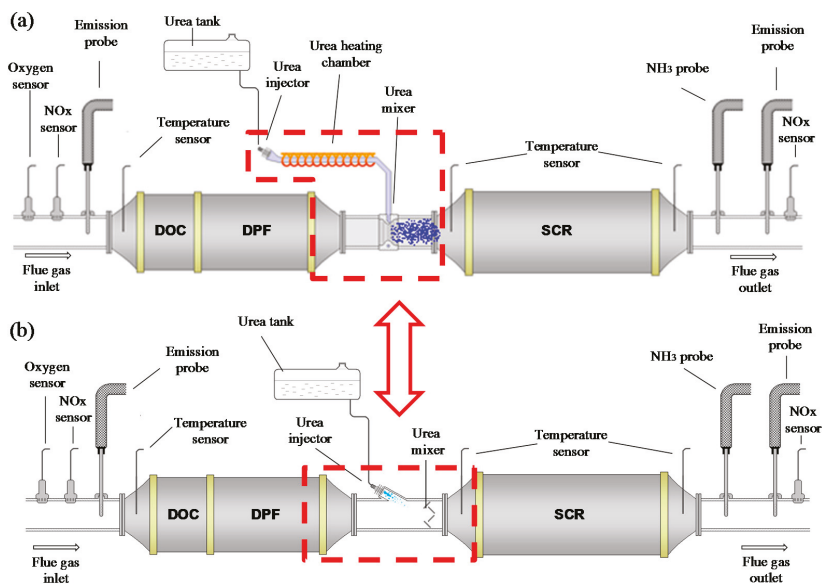 (a)
Emission
probe
Oxygen
sensor
NOx
sensor
Temperature
sensor
Urea tank
Urea
injector
Urea heating
chamber
Urea
mixer
Temperature
sensor
NH3 probe
Emission
probe
NOx
sensor
DOC
DPF
SCR
Flue gas
inlet
Flue gas
outlet
(b)
Emission
probe
Oxygen
sensor
NOx
sensor
Temperature
sensor
Urea tank
Urea
injector
Urea
mixer
Temperature
sensor
NH3 probe
Emission
probe
NOx
sensor
DOC
DPF
SCR
Flue gas
inlet
Flue gas
outlet